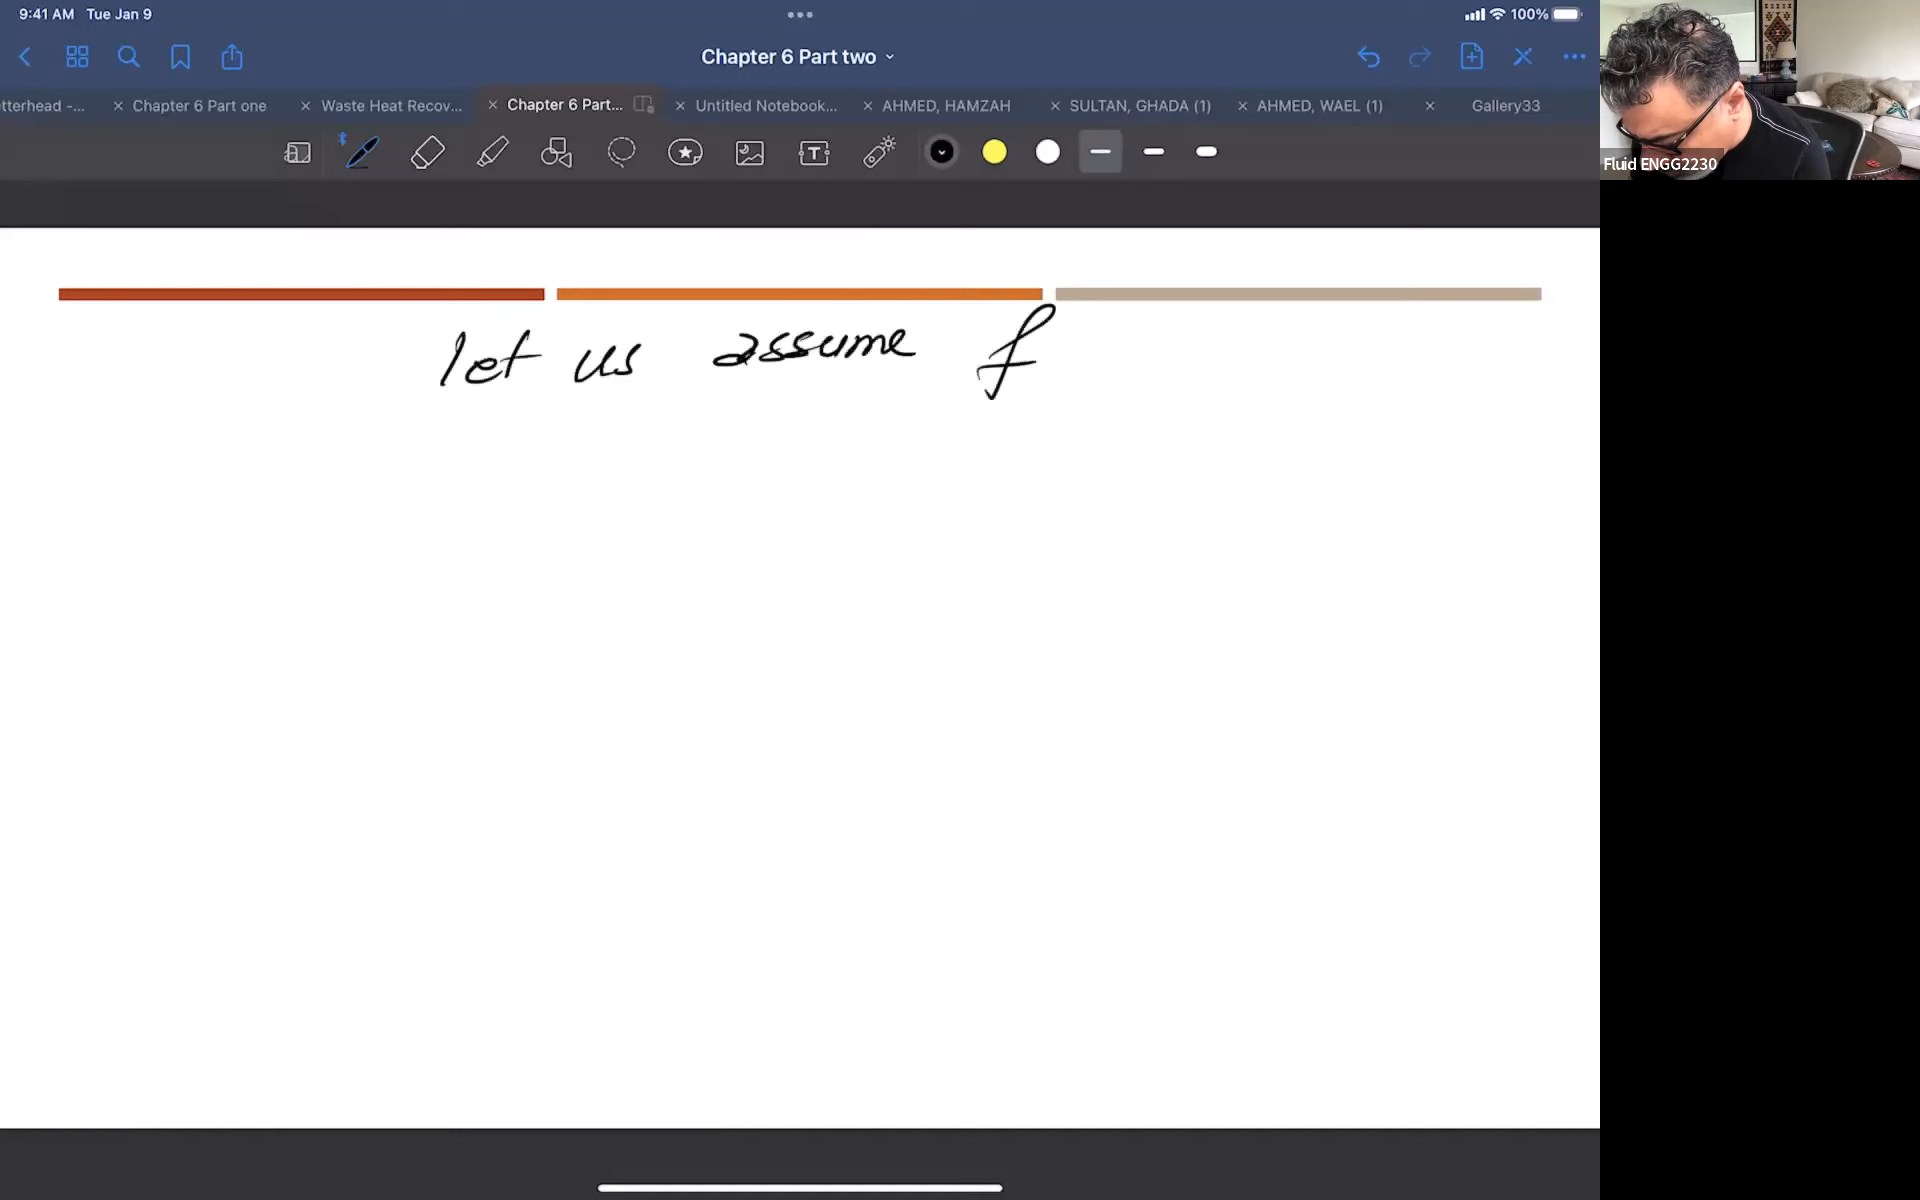 9:41 AM Tue Jan 9
100%
Chapter 6 Part two
Fluid ENGG2230
tterhead -...
Chapter 6 Part one
Waste Heat Recov...
Chapter 6 Part...
Untitled Notebook...
AHMED, HAMZAH
SULTAN, GHADA (1)
AHMED, WAEL (1)
Gallery33
T
let us assume f